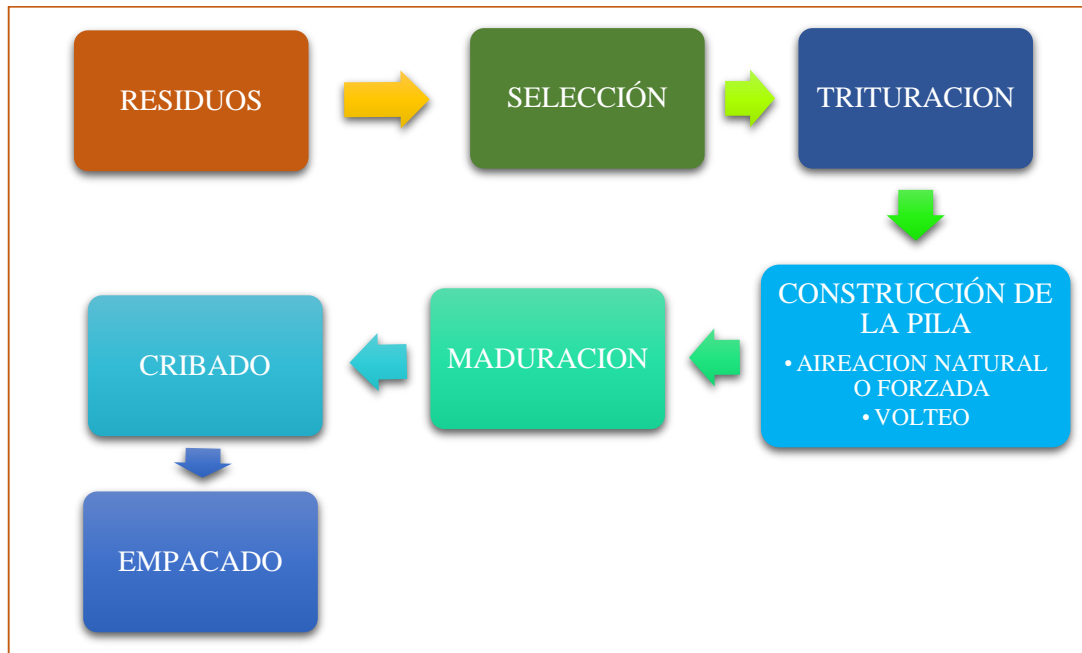 RESIDUOS
SELECCIÓN
TRITURACION
CONSTRUCCIÓN DE
LA PILA
• AIREACION NATURAL
O FORZADA
• VOLTEO
MADURACION
CRIBADO
EMPACADO